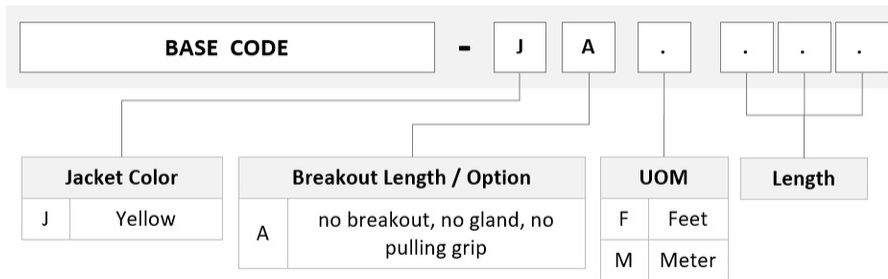 BASE CODE - J A . . . .
Jacket Color
J Yellow
Breakout Length / Option
A no breakout, no gland, no
pulling grip
UOM
F Feet
M Meter
Length